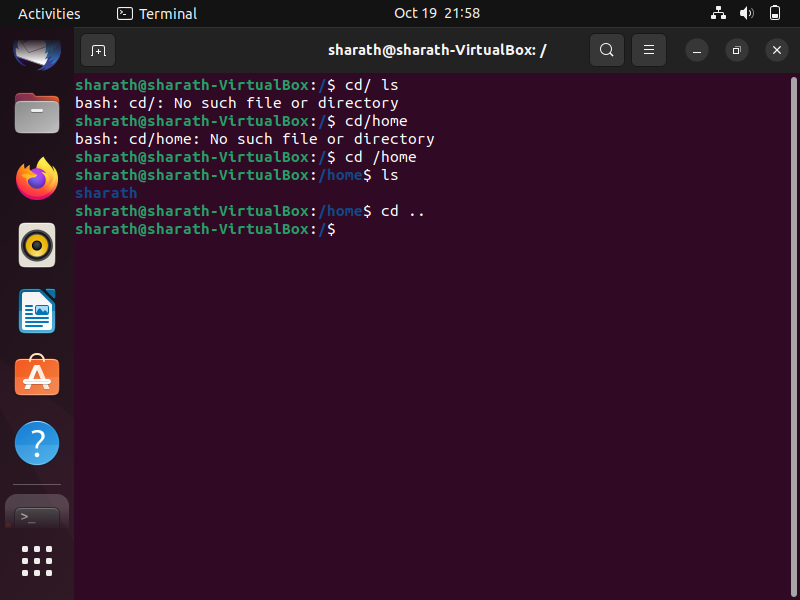 Activities Terminal Oct 19 21:58
sharath@sharath-VirtualBox: /
sharath@sharath-VirtualBox:/$ cd/ ls
bash: cd/: No such file or directory
sharath@sharath-VirtualBox:/$ cd/home
bash: cd/home: No such file or directory
sharath@sharath-VirtualBox:/$ cd /home
sharath@sharath-VirtualBox:/home$ ls
sharath
sharath@sharath-VirtualBox:/home$ cd ..
sharath@sharath-VirtualBox:/$